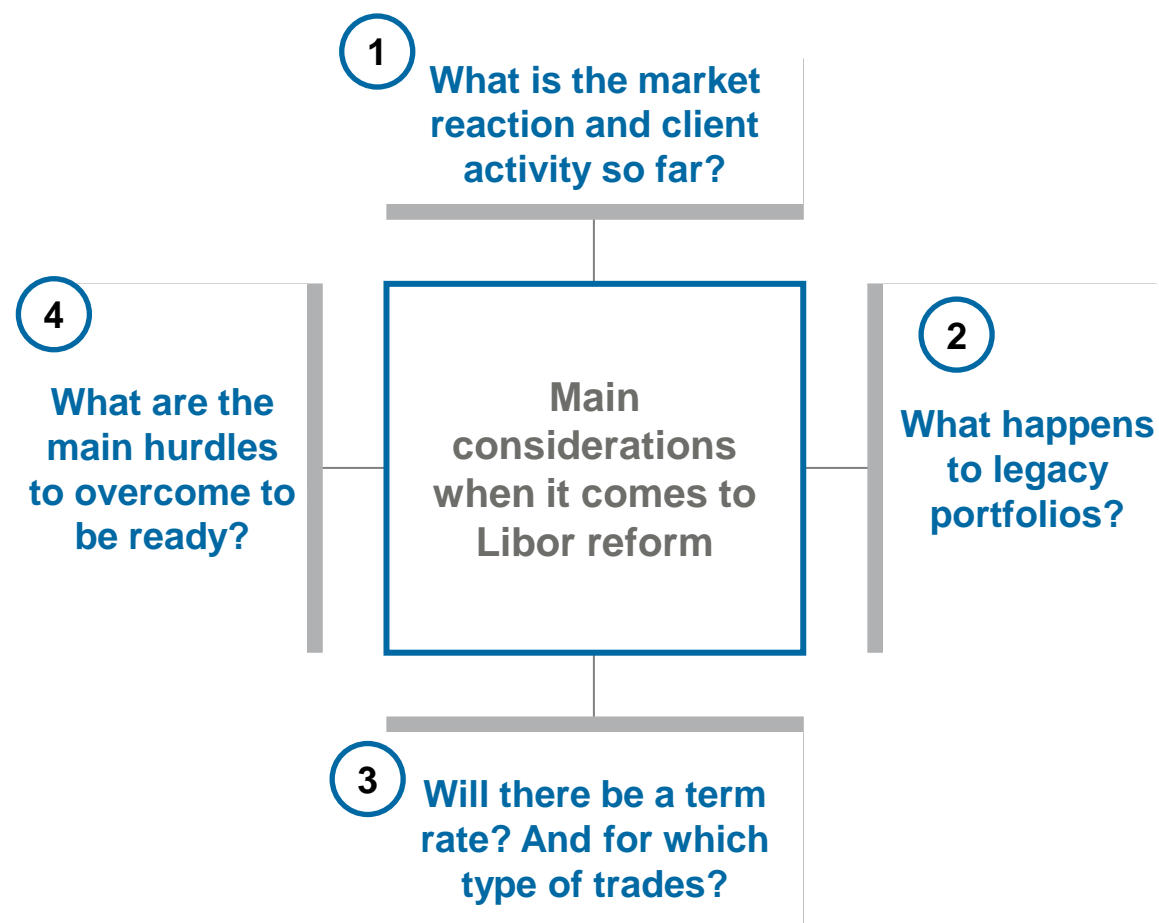 1
What is the market
reaction and client
activity so far?
4
What are the
main hurdles
to overcome to
be ready?
Main
considerations
when it comes to
Libor reform
2
What happens
to legacy
portfolios?
3
Will there be a term
rate? And for which
type of trades?